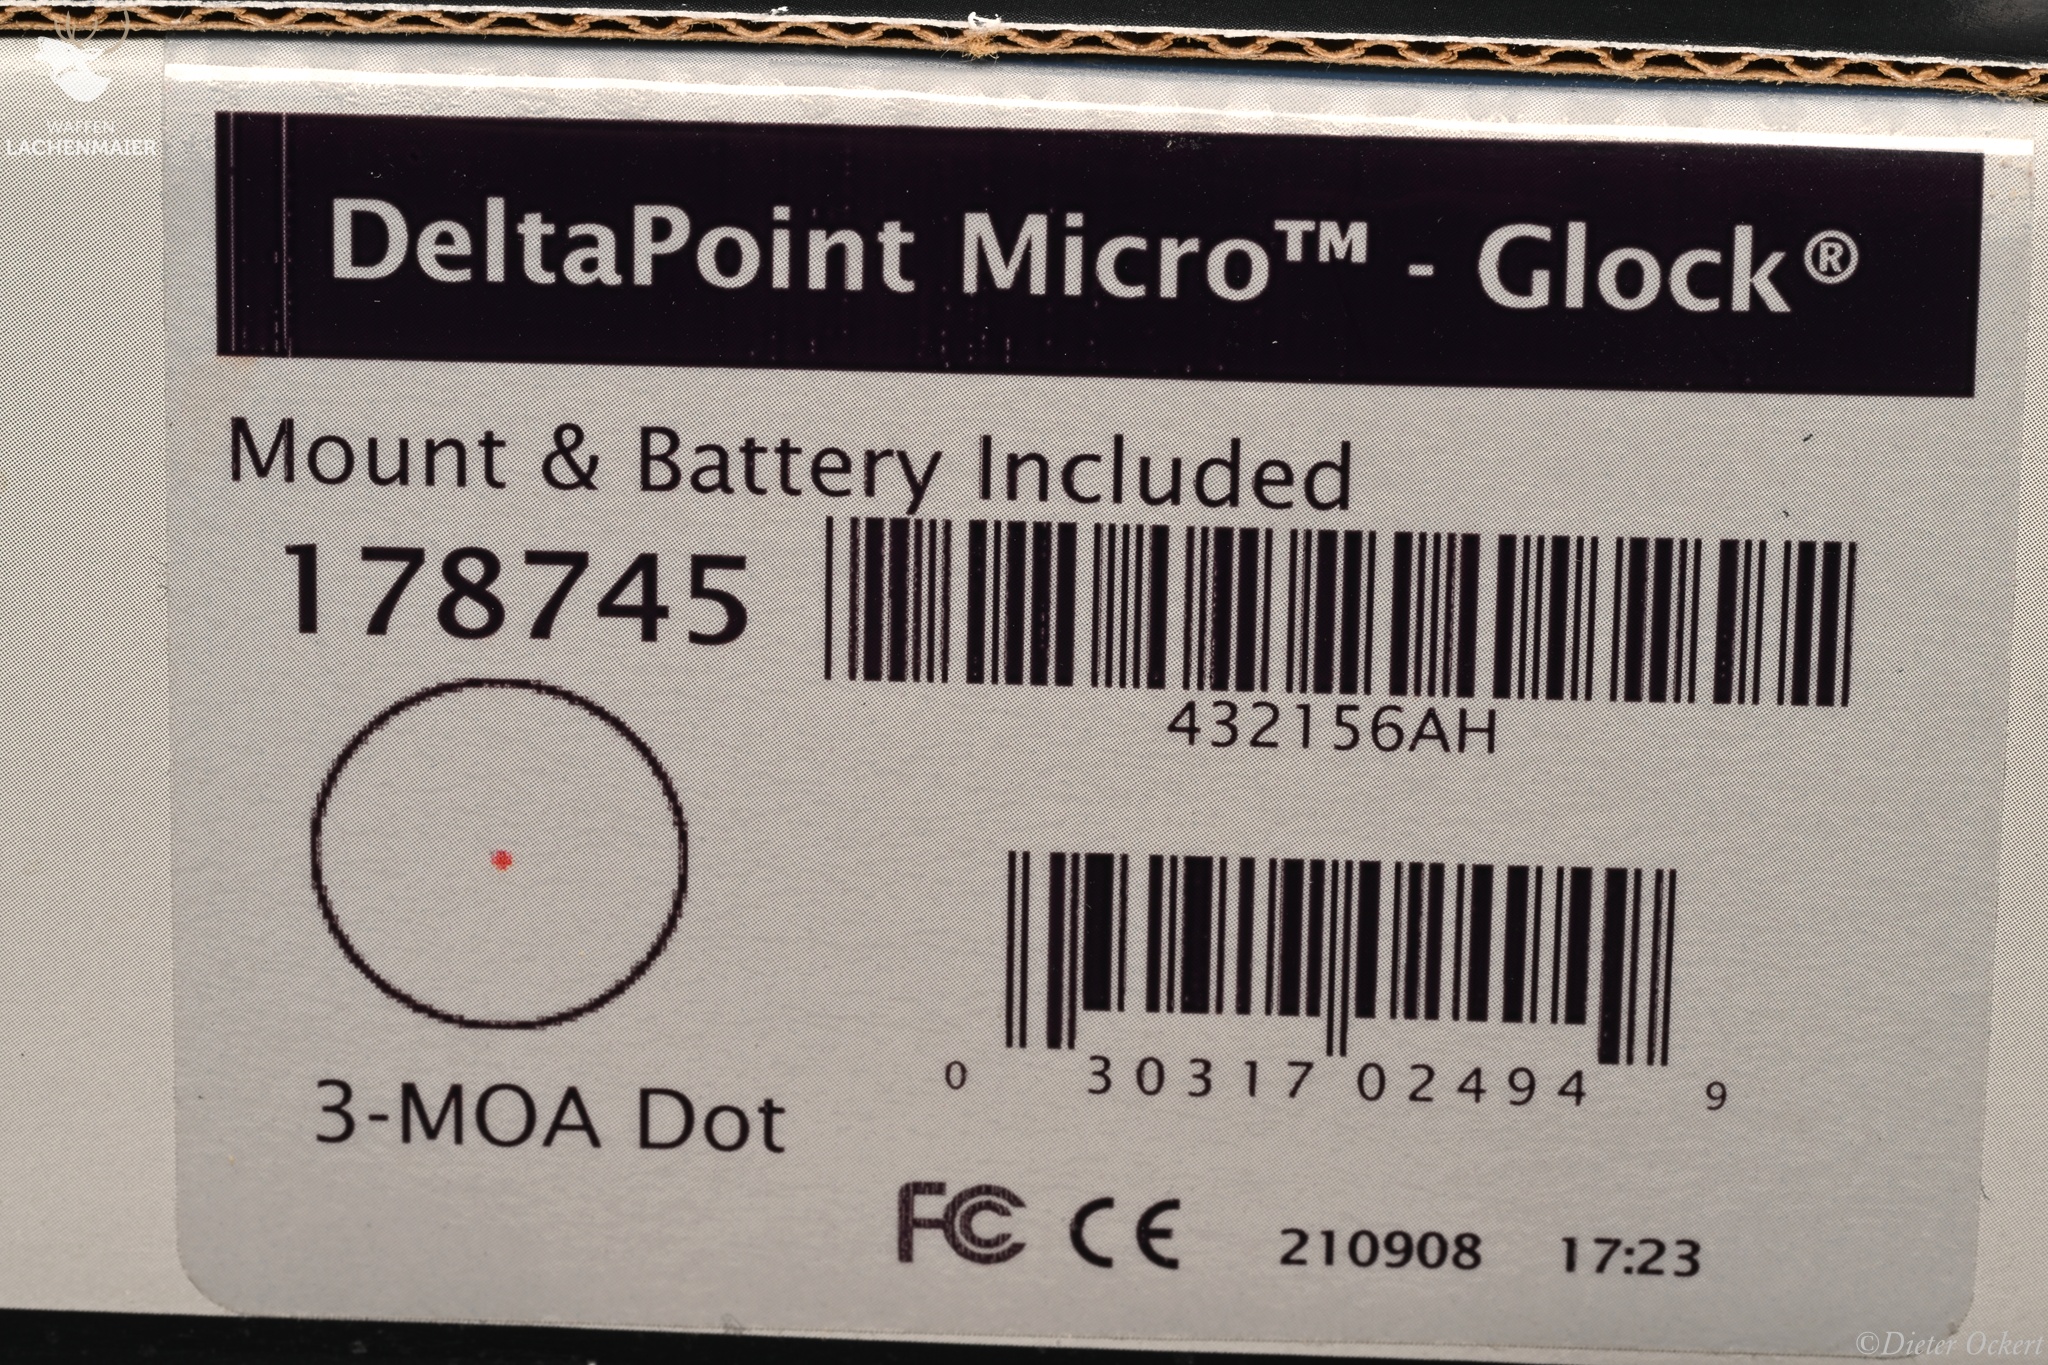 WAFFEN
LACHENMAIER
DeltaPoint Micro™ - Glock®
Mount & Battery Included
178745
432156AH
3-MOA Dot
0 30317 02494 9
FC CE 210908 17:23
©Dieter Ockert